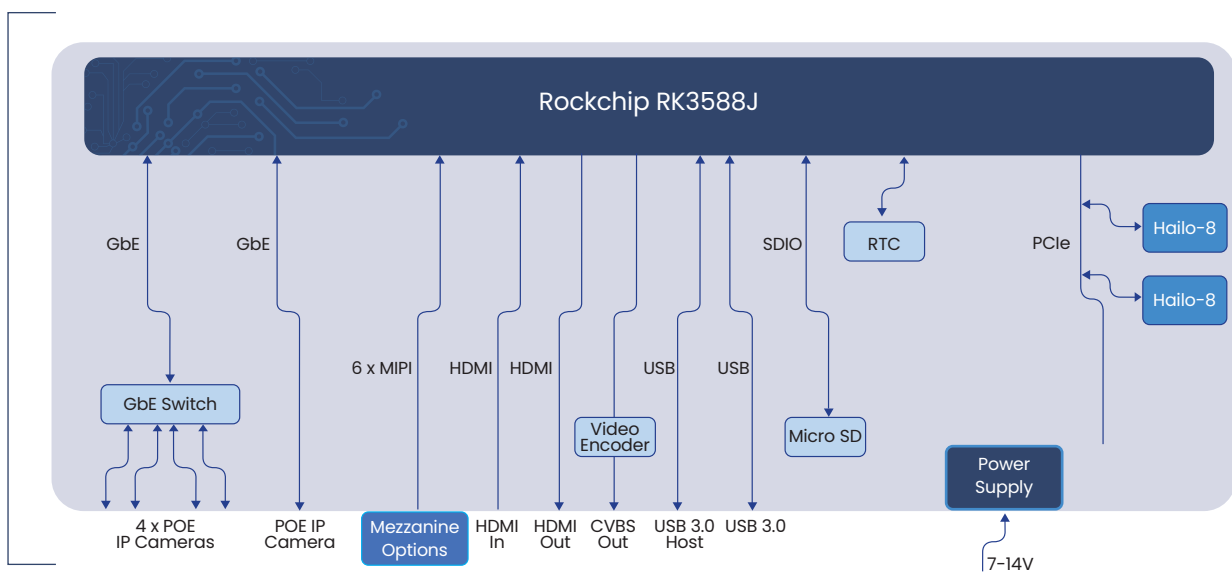 Rockchip RK3588J
GbE
GbE
SDIO
RTC
PCIe
Hailo-8
Hailo-8
6 x MIPI
HDMI
HDMI
USB
USB
GbE Switch
Video
Encoder
Micro SD
Power
Supply
4 x POE
IP Cameras
POE IP
Camera
Mezzanine
Options
HDMI
In
HDMI
Out
CVBS
Out
USB 3.0
Host
USB 3.0
7-14V